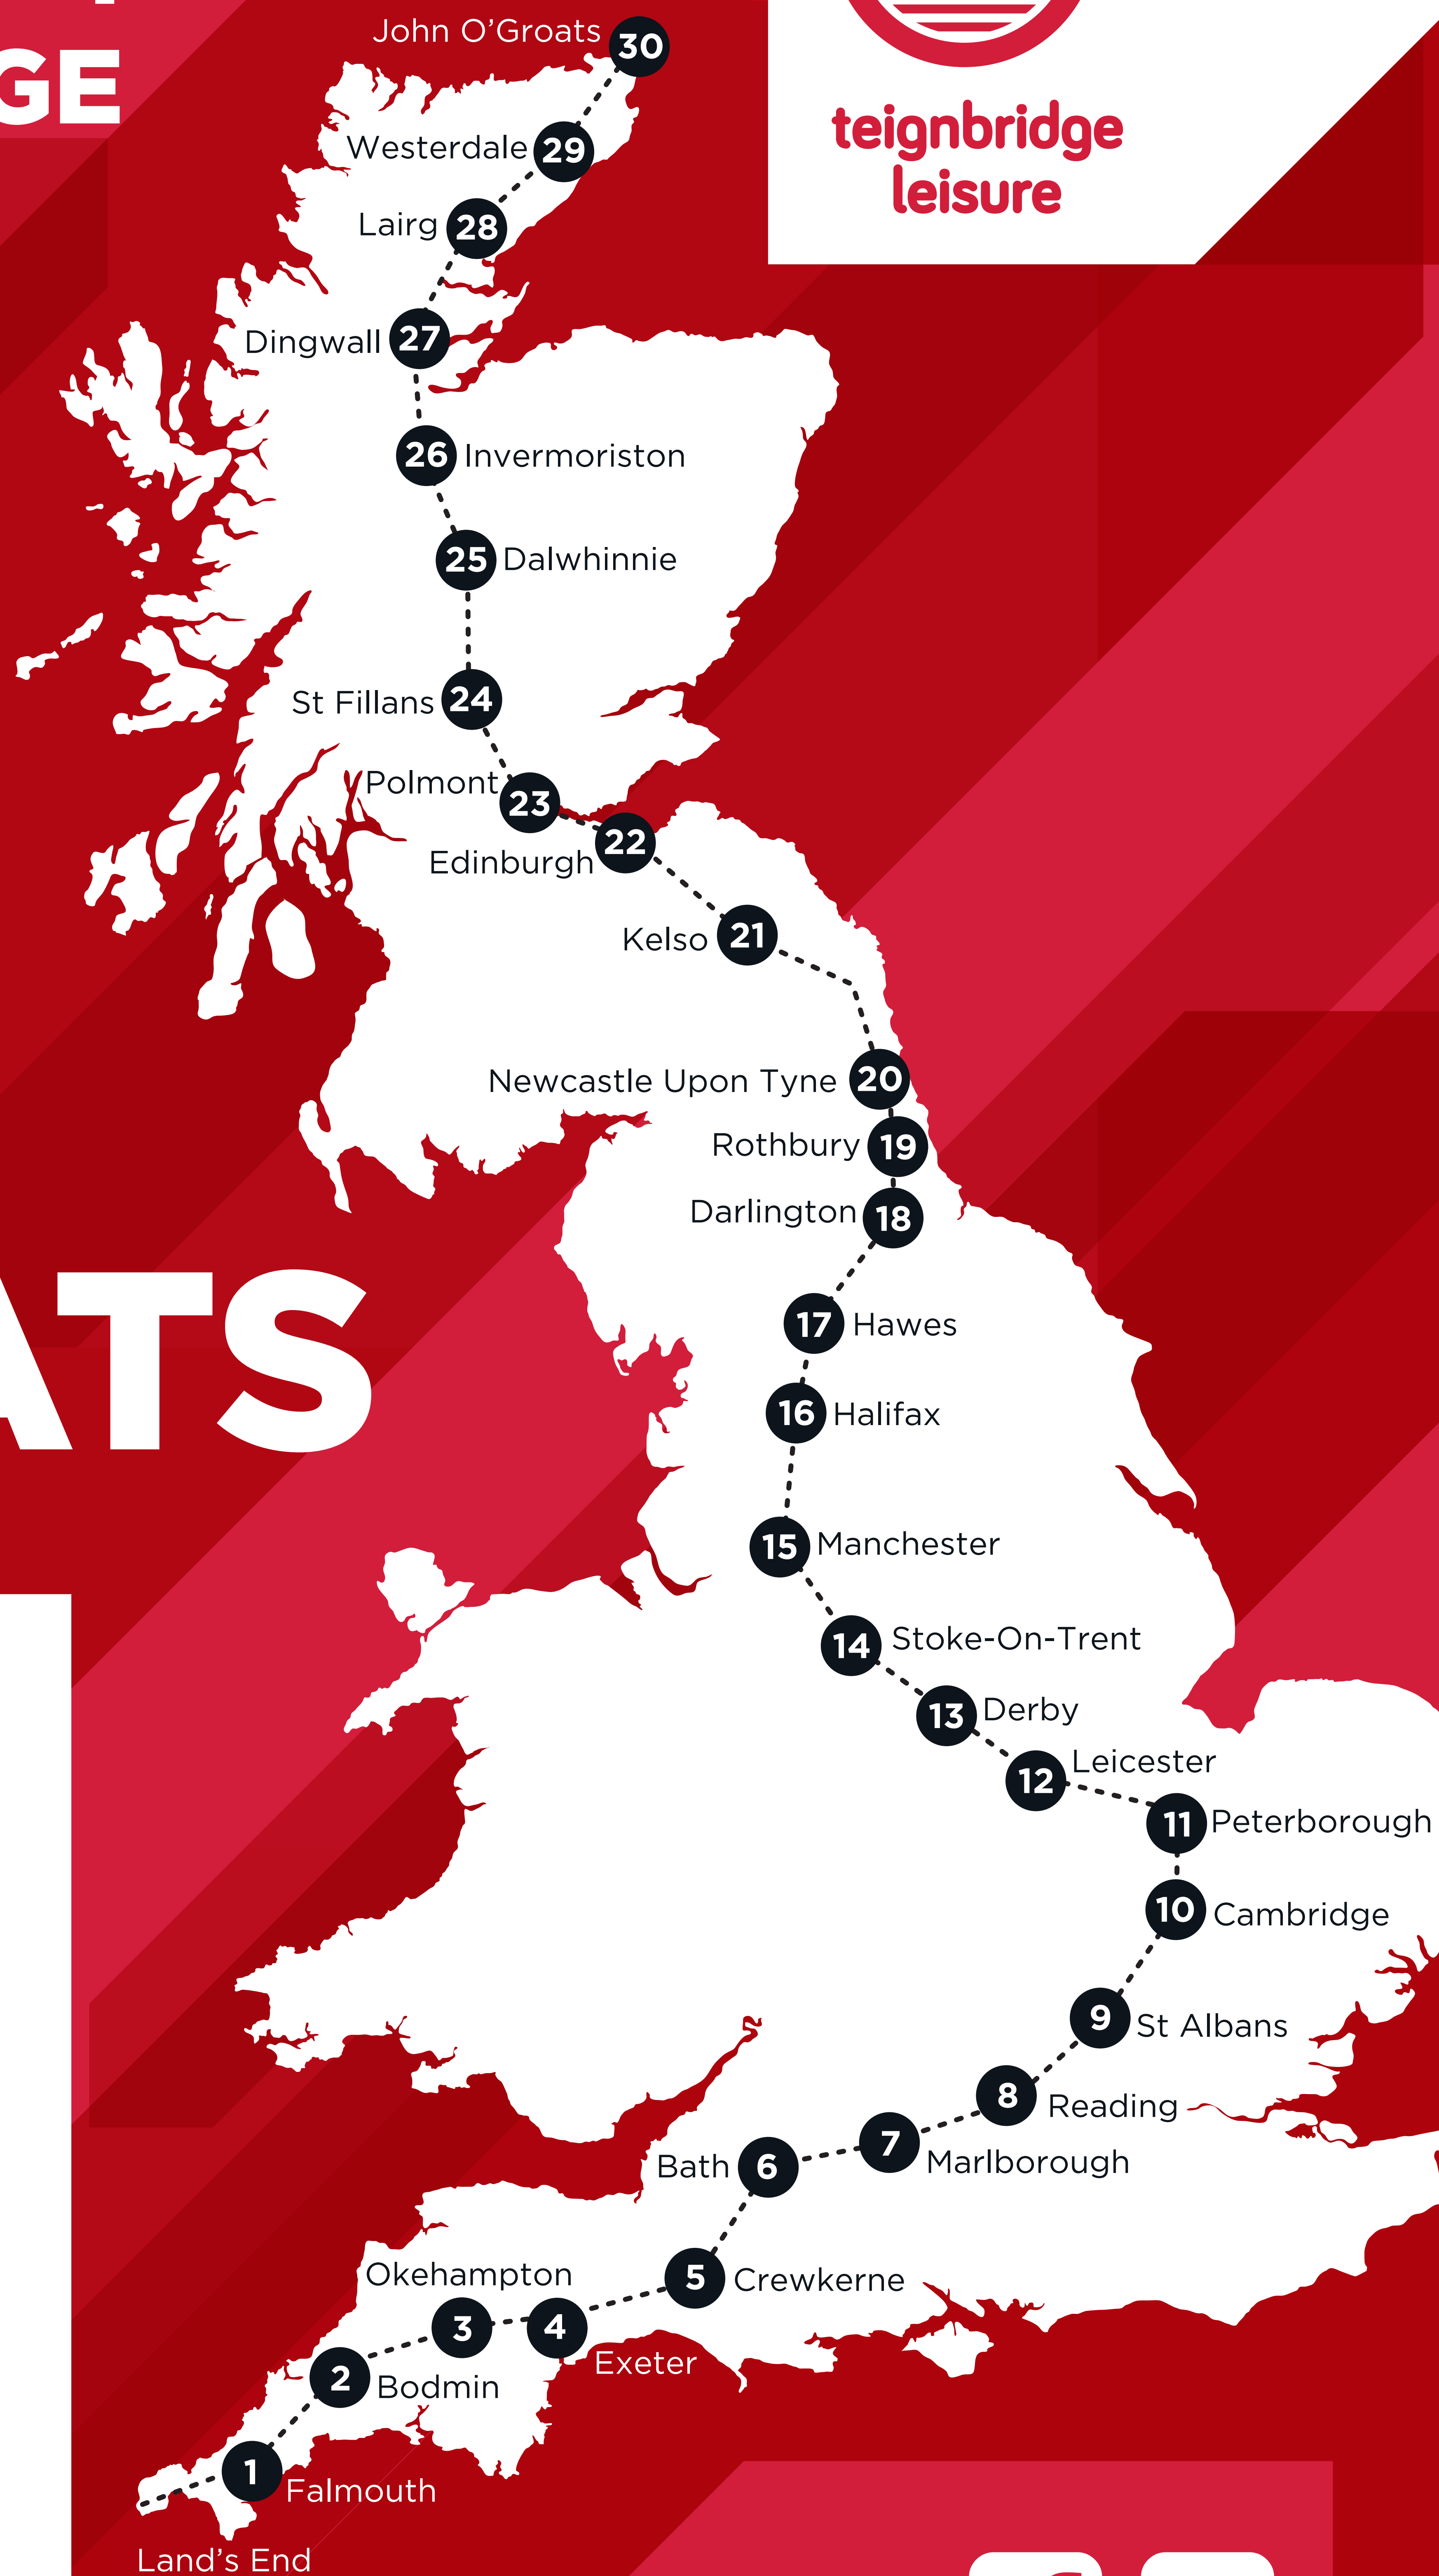 GE
teignbridge
leisure
John O'Groats 30
Westerdale 29
Lairg 28
Dingwall 27
26 Invermoriston
25 Dalwhinnie
St Fillans 24
Polmont 23
Edinburgh 22
Kelso 21
Newcastle Upon Tyne 20
Rothbury 19
Darlington 18
17 Hawes
ATS
16 Halifax
15 Manchester
14 Stoke-On-Trent
13 Derby
12 Leicester
11 Peterborough
10 Cambridge
9 St Albans
8 Reading
7 Marlborough
Bath 6
5 Crewkerne
Okehampton 3
4 Exeter
2 Bodmin
1 Falmouth
Land's End